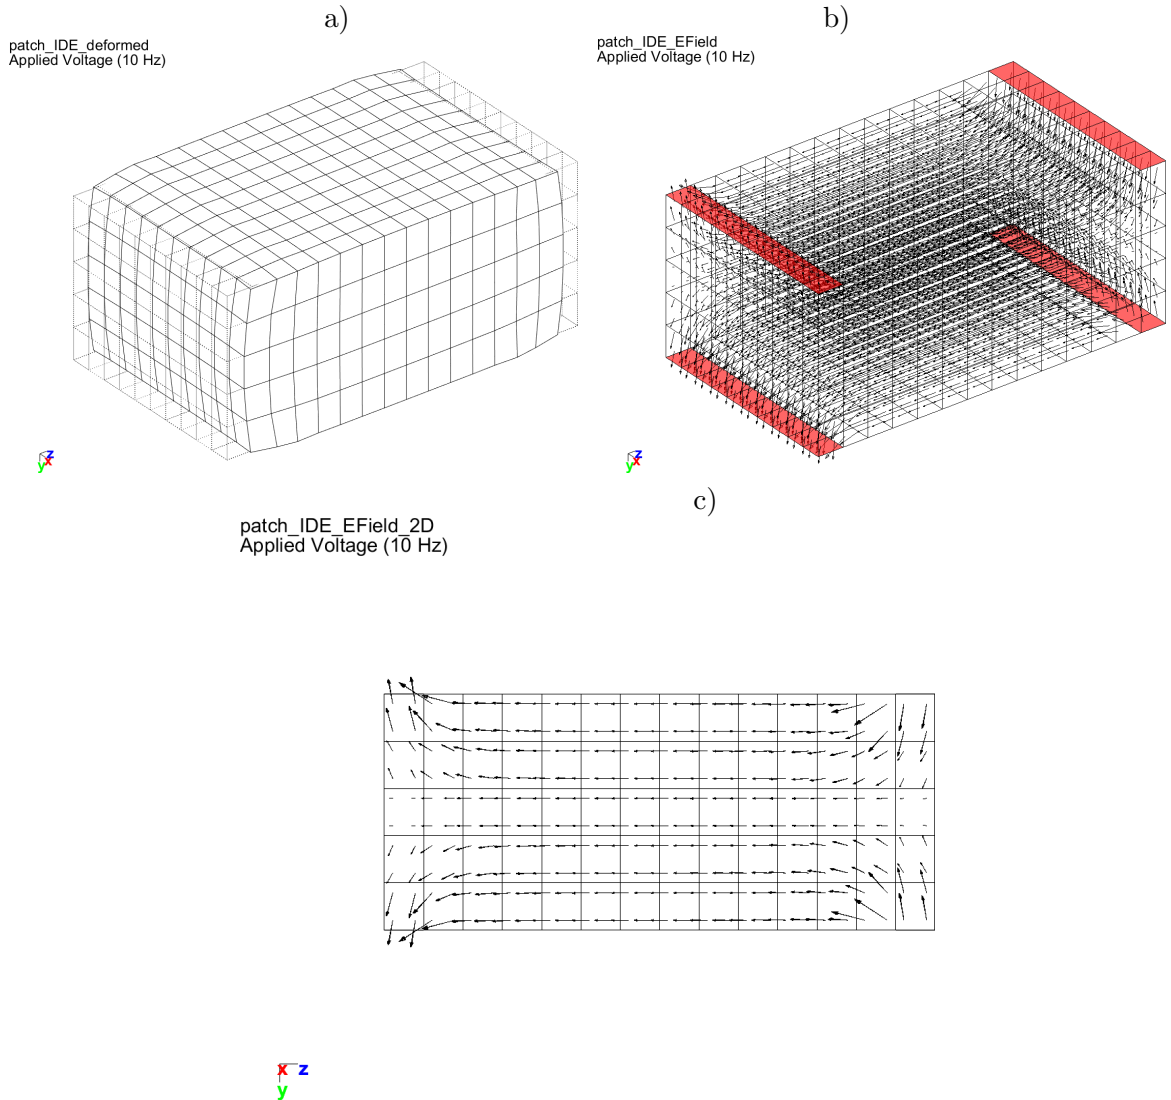 a)
patch_IDE_deformed
Applied Voltage (10 Hz)
y x z
b)
patch_IDE_EField
Applied Voltage (10 Hz)
y x z
c)
patch_IDE_EField_2D
Applied Voltage (10 Hz)
x z
y